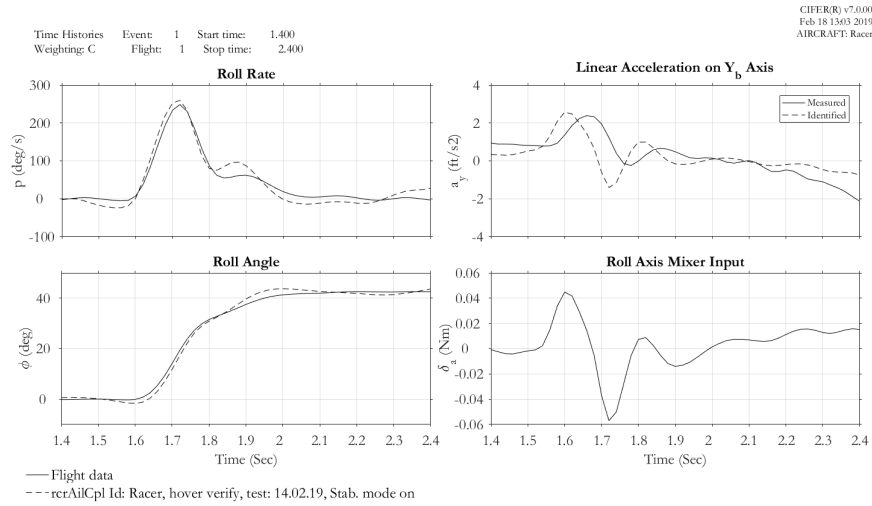 CIFER(R) v7.0.00
Feb 18 13:03 2019
AIRCRAFT: Racer
Time Histories Event: 1 Start time: 1.400
Weighting: C Flight: 1 Stop time: 2.400
Roll Rate
300
200
100
0
-100
p (deg/s)
Linear Acceleration on Y_b Axis
4
2
0
-2
-4
a_y (ft/s2)
Measured
Identified
Roll Angle
40
20
0
ϕ (deg)
1.4 1.5 1.6 1.7 1.8 1.9 2 2.1 2.2 2.3 2.4
Time (Sec)
Roll Axis Mixer Input
0.06
0.04
0.02
0
-0.02
-0.04
-0.06
δ_a (Nm)
1.4 1.5 1.6 1.7 1.8 1.9 2 2.1 2.2 2.3 2.4
Time (Sec)
Flight data
rcrAilCpl Id: Racer, hover verify, test: 14.02.19, Stab. mode on